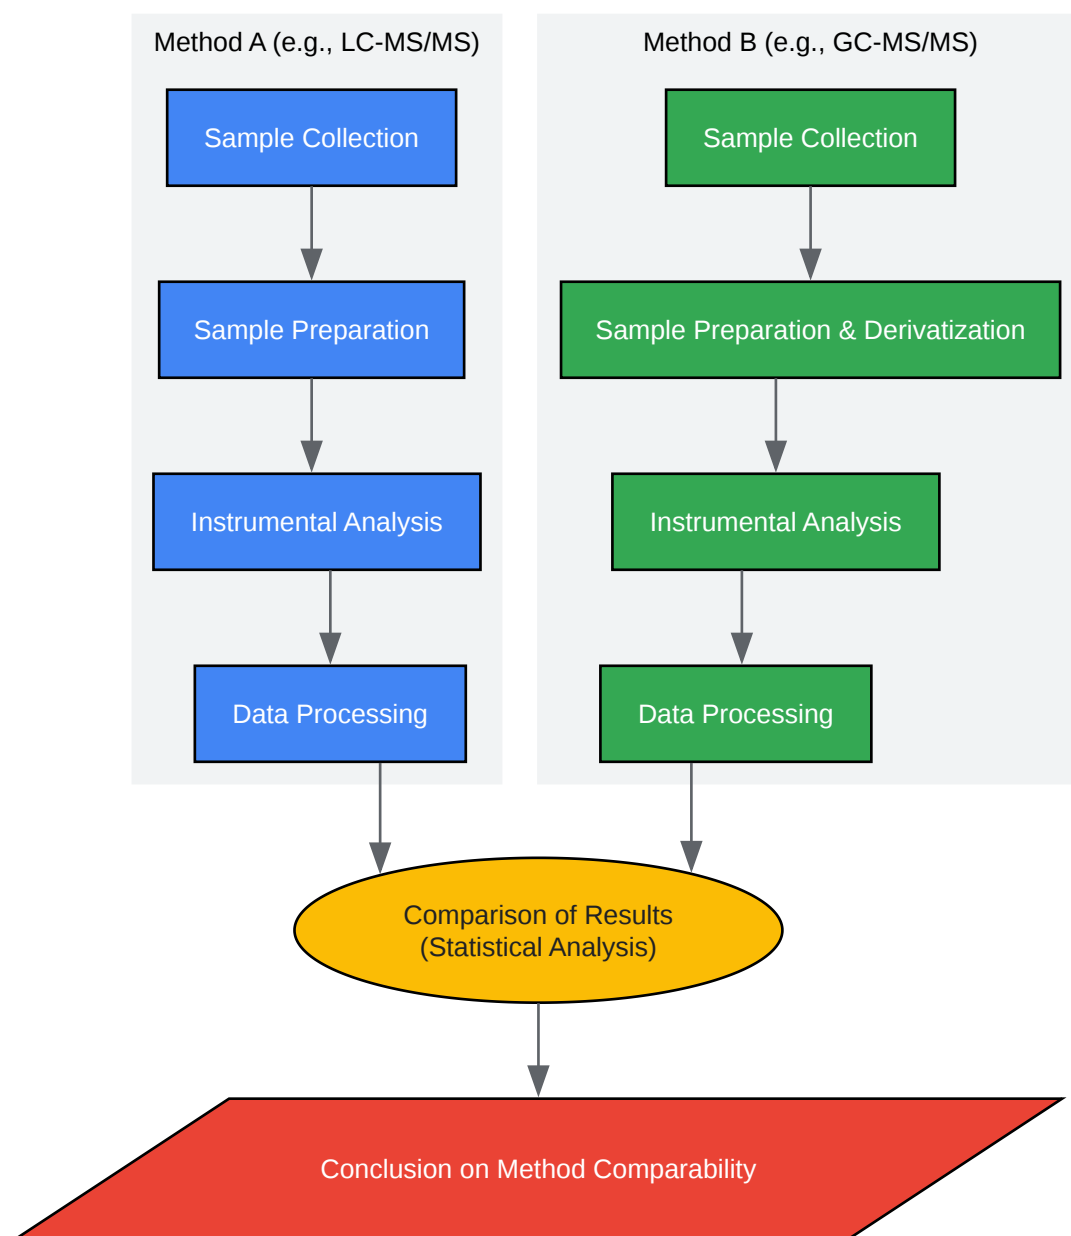 Method A (e.g., LC-MS/MS)
Sample Collection
Sample Preparation
Instrumental Analysis
Data Processing
Method B (e.g., GC-MS/MS)
Sample Collection
Sample Preparation & Derivatization
Instrumental Analysis
Data Processing
Comparison of Results
(Statistical Analysis)
Conclusion on Method Comparability